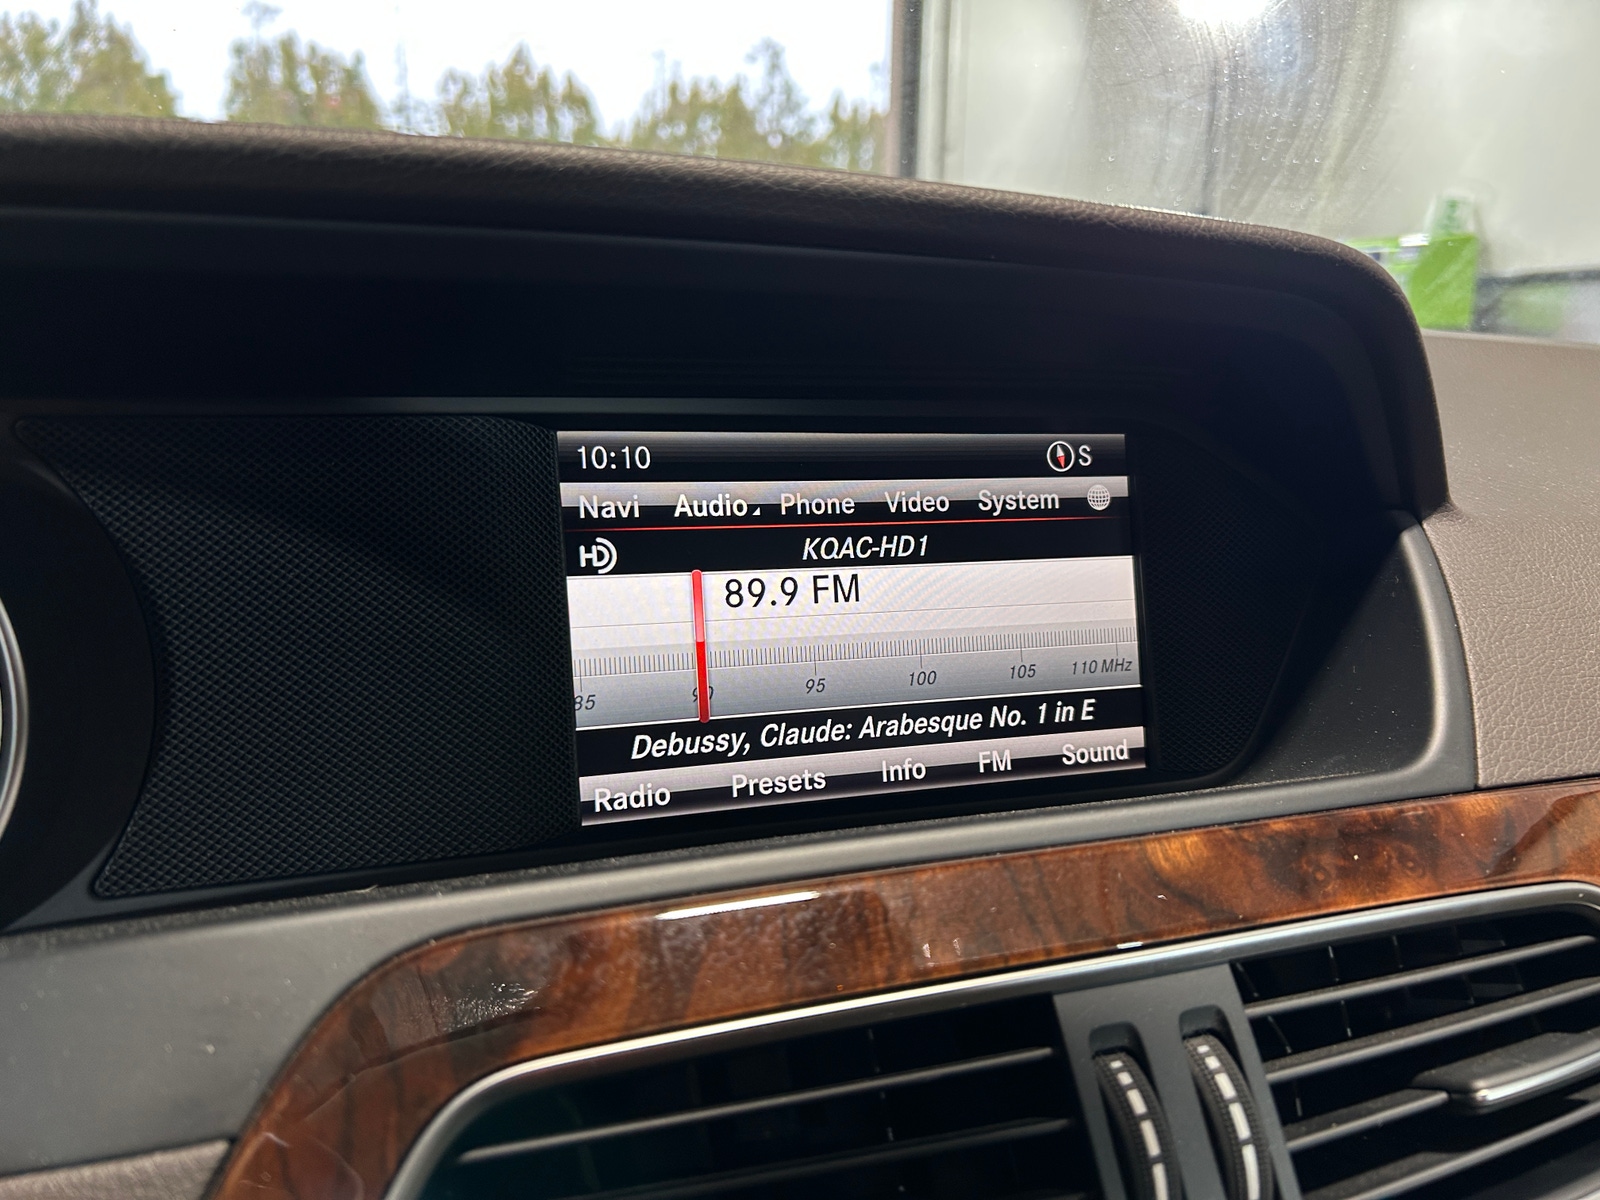 10:10 S
Navi Audio Phone Video System
HD KQAC-HD1
89.9 FM
85 90 95 100 105 110 MHz
Debussy, Claude: Arabesque No. 1 in E
Radio Presets Info FM Sound